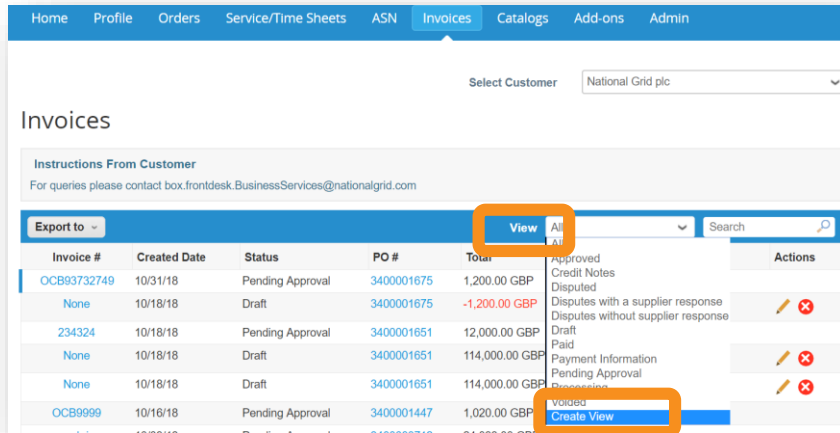 Home Profile Orders Service/Time Sheets ASN Invoices Catalogs Add-ons Admin
Select Customer National Grid plc
Invoices
Instructions From Customer
For queries please contact box.frontdesk.BusinessServices@nationalgrid.com
Export to View All Search
Invoice # Created Date Status PO # Total Actions
OCB93732749 10/31/18 Pending Approval 3400001675 1,200.00 GBP
None 10/18/18 Draft 3400001675 -1,200.00 GBP
234324 10/18/18 Pending Approval 3400001651 12,000.00 GBP
None 10/18/18 Draft 3400001651 114,000.00 GBP
None 10/18/18 Draft 3400001651 114,000.00 GBP
OCB9999 10/16/18 Pending Approval 3400001447 1,020.00 GBP
All
Approved
Credit Notes
Disputed
Disputes with a supplier response
Disputes without supplier response
Draft
Paid
Payment Information
Pending Approval
Processing
Voided
Create View